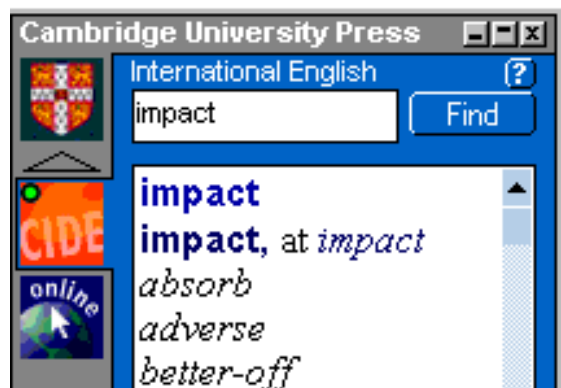 Cambridge University Press
International English
impact
Find
impact
impact, at impact
CIDE
absorb
online
adverse
better-off